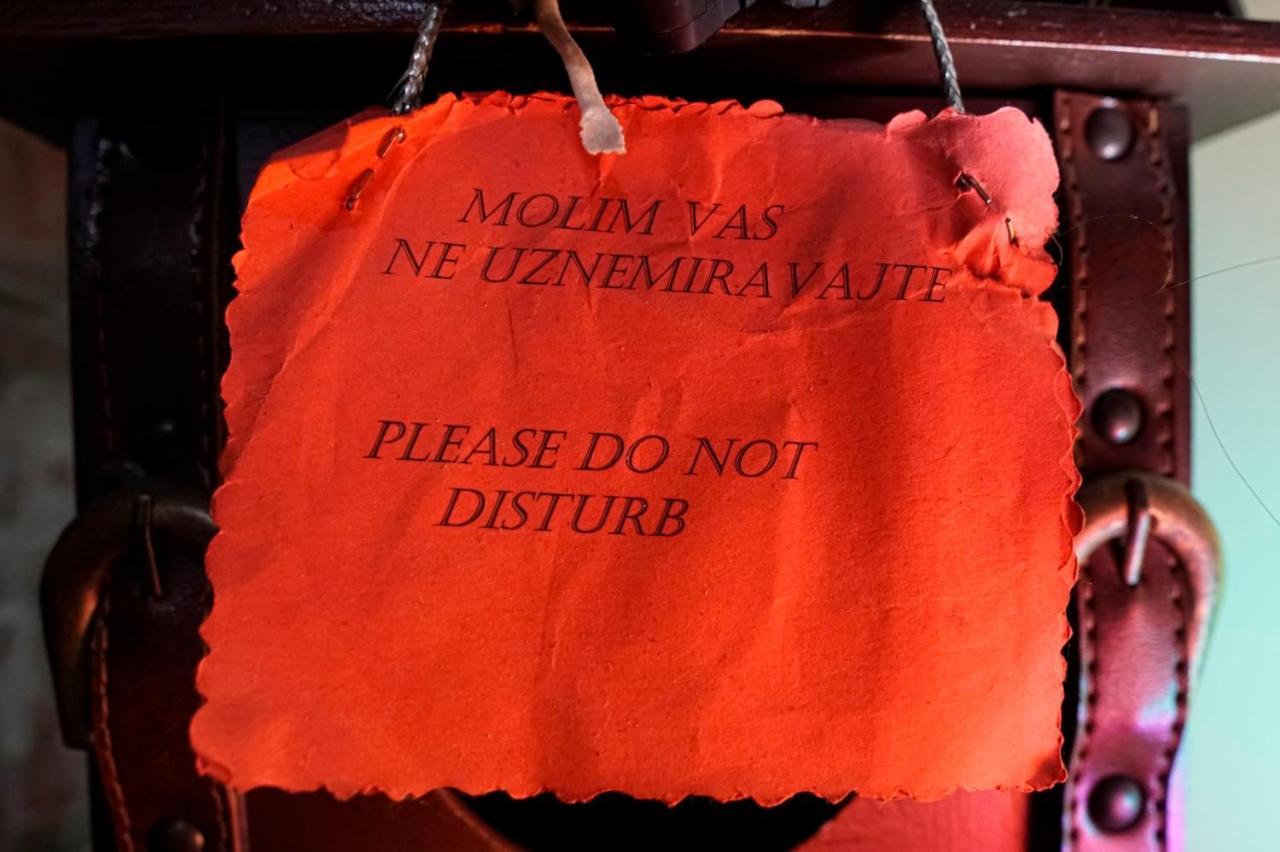 MOLIM VAS
NE UZNEMIRAVAJTE
PLEASE DO NOT
DISTURB